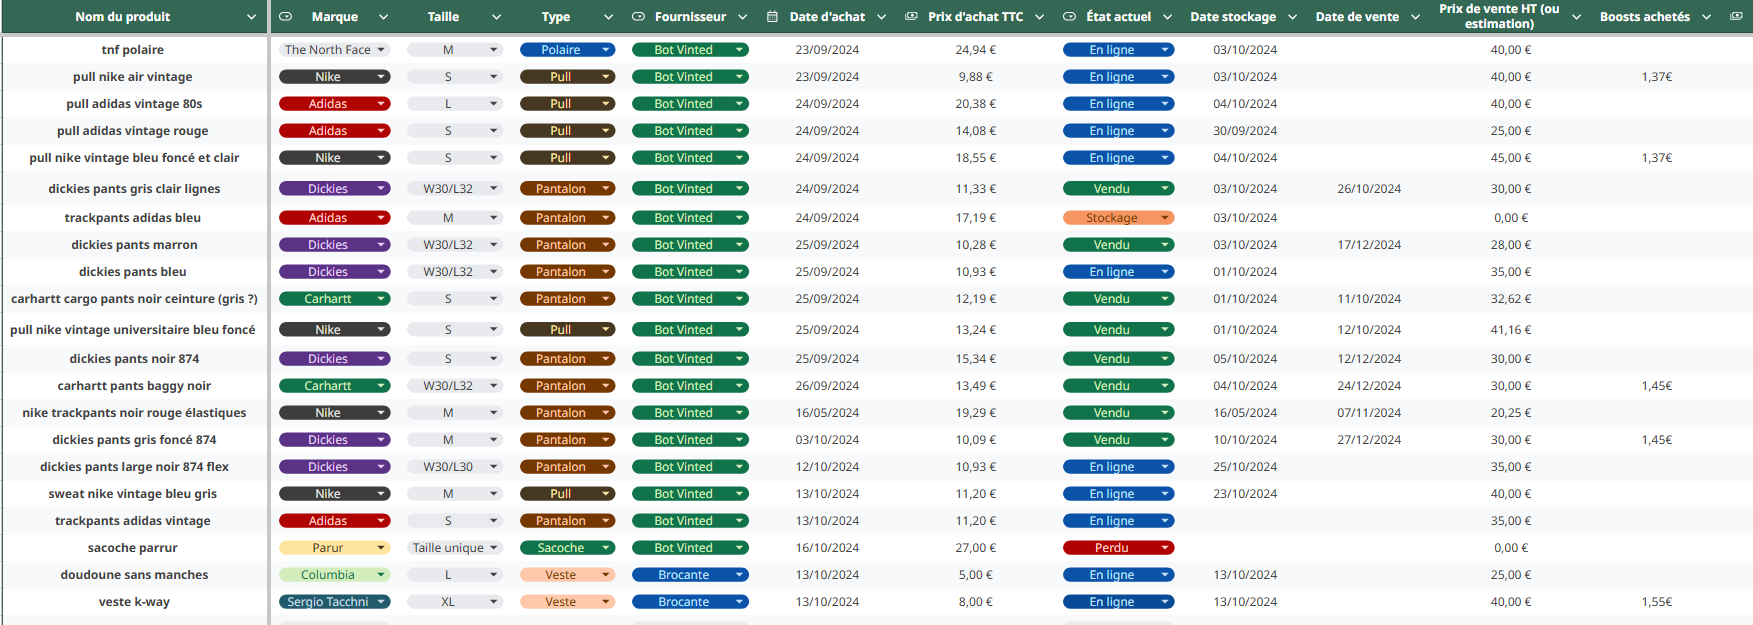 Nom du produit Marque Taille Type Fournisseur Date d'achat Prix d'achat TTC État actuel Date stockage Date de vente Prix de vente HT (ou estimation) Boosts achetés
tnf polaire The North Face M Polaire Bot Vinted 23/09/2024 24,94 € En ligne 03/10/2024 40,00 €
pull nike air vintage Nike S Pull Bot Vinted 23/09/2024 9,88 € En ligne 03/10/2024 40,00 € 1,37€
pull adidas vintage 80s Adidas L Pull Bot Vinted 24/09/2024 20,38 € En ligne 04/10/2024 40,00 €
pull adidas vintage rouge Adidas S Pull Bot Vinted 24/09/2024 14,08 € En ligne 30/09/2024 25,00 €
pull nike vintage bleu foncé et clair Nike S Pull Bot Vinted 24/09/2024 18,55 € En ligne 04/10/2024 45,00 € 1,37€
dickies pants gris clair lignes Dickies W30/L32 Pantalon Bot Vinted 24/09/2024 11,33 € Vendu 03/10/2024 26/10/2024 30,00 €
trackpants adidas bleu Adidas M Pantalon Bot Vinted 24/09/2024 17,19 € Stockage 03/10/2024 0,00 €
dickies pants marron Dickies W30/L32 Pantalon Bot Vinted 25/09/2024 10,28 € Vendu 03/10/2024 17/12/2024 28,00 €
dickies pants bleu Dickies W30/L32 Pantalon Bot Vinted 25/09/2024 10,93 € En ligne 01/10/2024 35,00 €
carhartt cargo pants noir ceinture (gris ?) Carhartt S Pantalon Bot Vinted 25/09/2024 12,19 € Vendu 01/10/2024 11/10/2024 32,62 €
pull nike vintage universitaire bleu foncé Nike S Pull Bot Vinted 25/09/2024 13,24 € Vendu 01/10/2024 12/10/2024 41,16 €
dickies pants noir 874 Dickies S Pantalon Bot Vinted 25/09/2024 15,34 € Vendu 05/10/2024 12/12/2024 30,00 €
carhartt pants baggy noir Carhartt W30/L32 Pantalon Bot Vinted 26/09/2024 13,49 € Vendu 04/10/2024 24/12/2024 30,00 € 1,45€
nike trackpants noir rouge élastiques Nike M Pantalon Bot Vinted 16/05/2024 19,29 € Vendu 16/05/2024 07/11/2024 20,25 €
dickies pants gris foncé 874 Dickies M Pantalon Bot Vinted 03/10/2024 10,09 € Vendu 10/10/2024 27/12/2024 30,00 € 1,45€
dickies pants large noir 874 flex Dickies W30/L30 Pantalon Bot Vinted 12/10/2024 10,93 € En ligne 25/10/2024 35,00 €
sweat nike vintage bleu gris Nike M Pull Bot Vinted 13/10/2024 11,20 € En ligne 23/10/2024 40,00 €
trackpants adidas vintage Adidas S Pantalon Bot Vinted 13/10/2024 11,20 € En ligne 35,00 €
sacoche parrur Parur Taille unique Sacoche Bot Vinted 16/10/2024 27,00 € Perdu 0,00 €
doudoune sans manches Columbia L Veste Brocante 13/10/2024 5,00 € En ligne 13/10/2024 25,00 €
veste k-way Sergio Tacchni XL Veste Brocante 13/10/2024 8,00 € En ligne 13/10/2024 40,00 € 1,55€